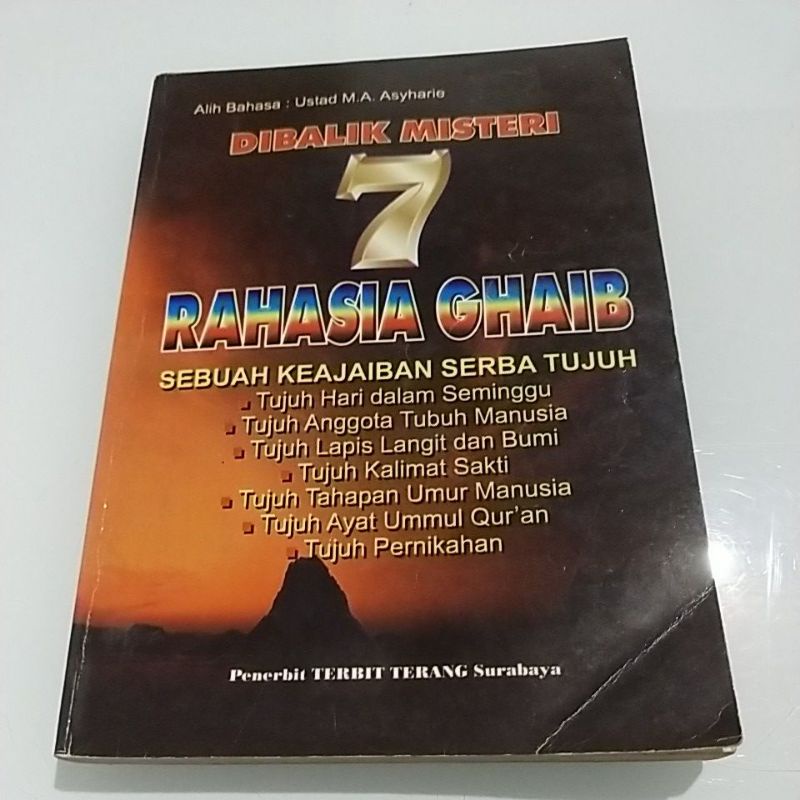 Alih Bahasa : Ustad M.A. Asyharie
DIBALIK MISTERI
7
RAHASIA GHAIB
SEBUAH KEAJAIBAN SERBA TUJUH
Tujuh Hari dalam Seminggu
Tujuh Anggota Tubuh Manusia
Tujuh Lapis Langit dan Bumi
Tujuh Kalimat Sakti
Tujuh Tahapan Umur Manusia
Tujuh Ayat Ummul Qur'an
Tujuh Pernikahan
Penerbit TERBIT TERANG Surabaya